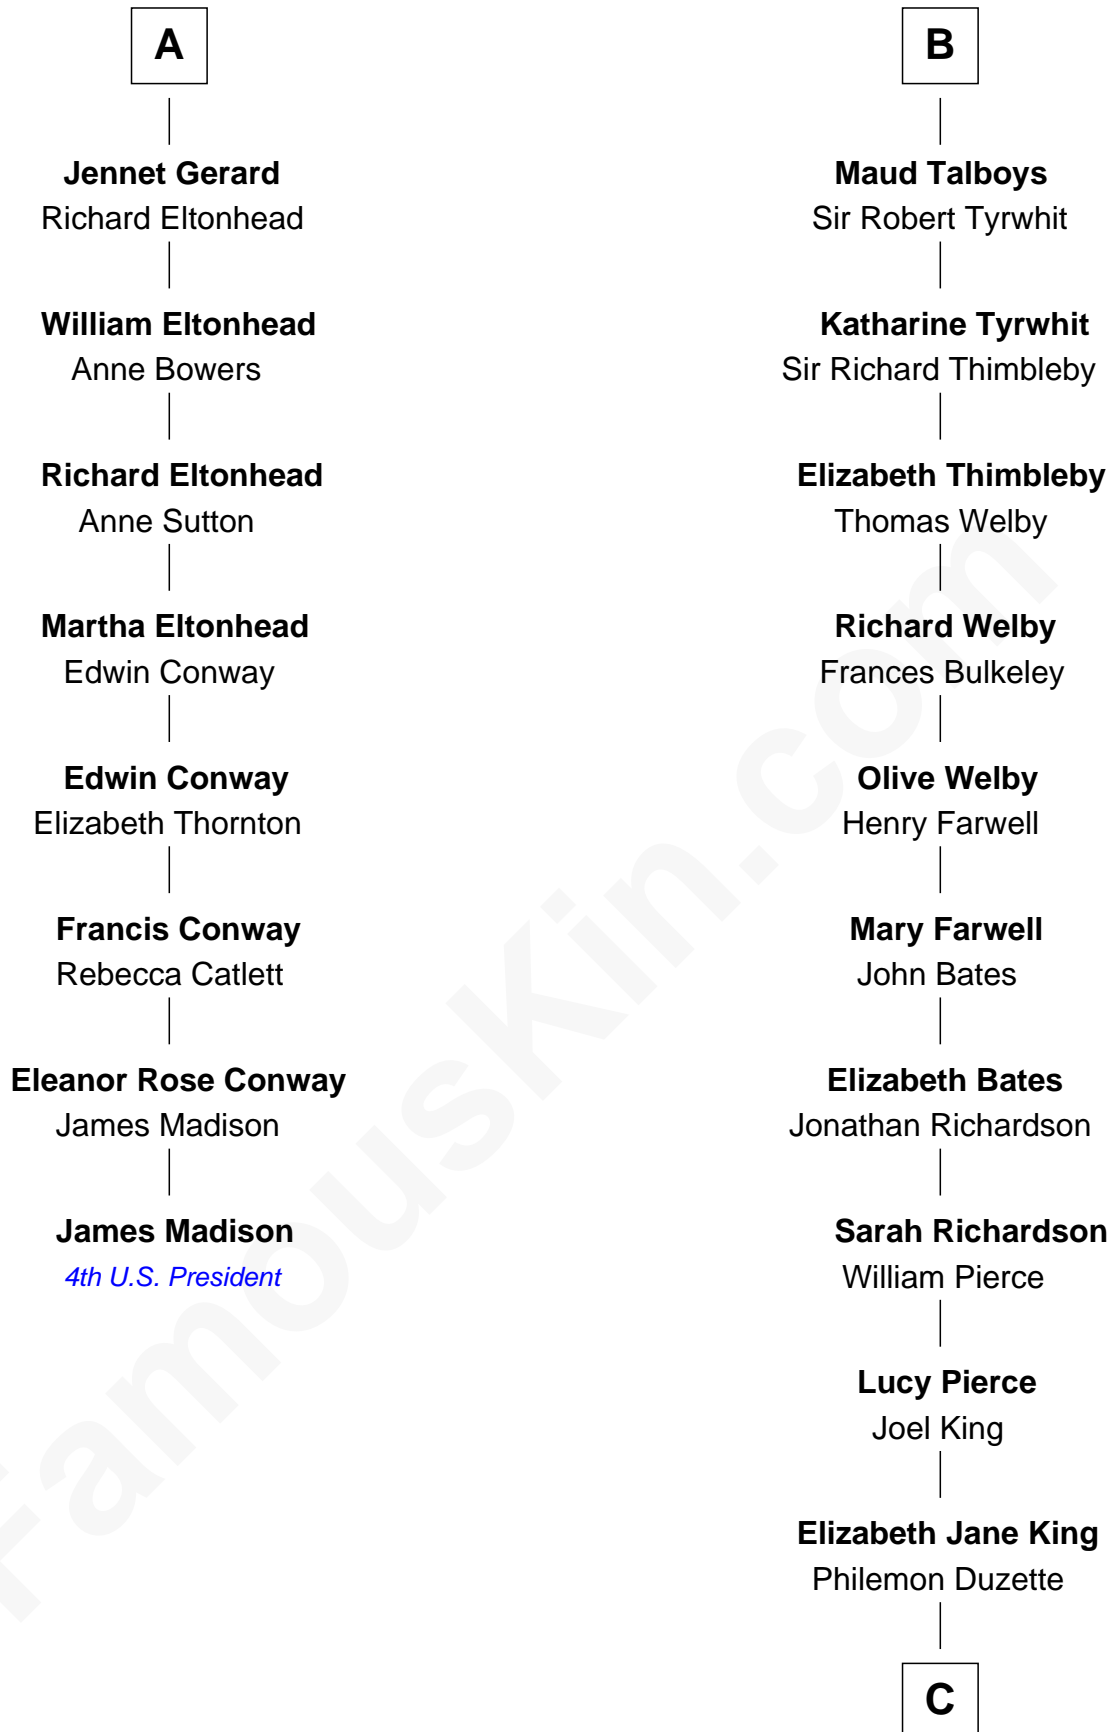 A
Jennet Gerard
Richard Eltonhead
William Eltonhead
Anne Bowers
Richard Eltonhead
Anne Sutton
Martha Eltonhead
Edwin Conway
Edwin Conway
Elizabeth Thornton
Francis Conway
Rebecca Catlett
Eleanor Rose Conway
James Madison
James Madison
4th U.S. President
B
Maud Talboys
Sir Robert Tyrwhit
Katharine Tyrwhit
Sir Richard Thimbleby
Elizabeth Thimbleby
Thomas Welby
Richard Welby
Frances Bulkeley
Olive Welby
Henry Farwell
Mary Farwell
John Bates
Elizabeth Bates
Jonathan Richardson
Sarah Richardson
William Pierce
Lucy Pierce
Joel King
Elizabeth Jane King
Philemon Duzette
C
FamousKin.com